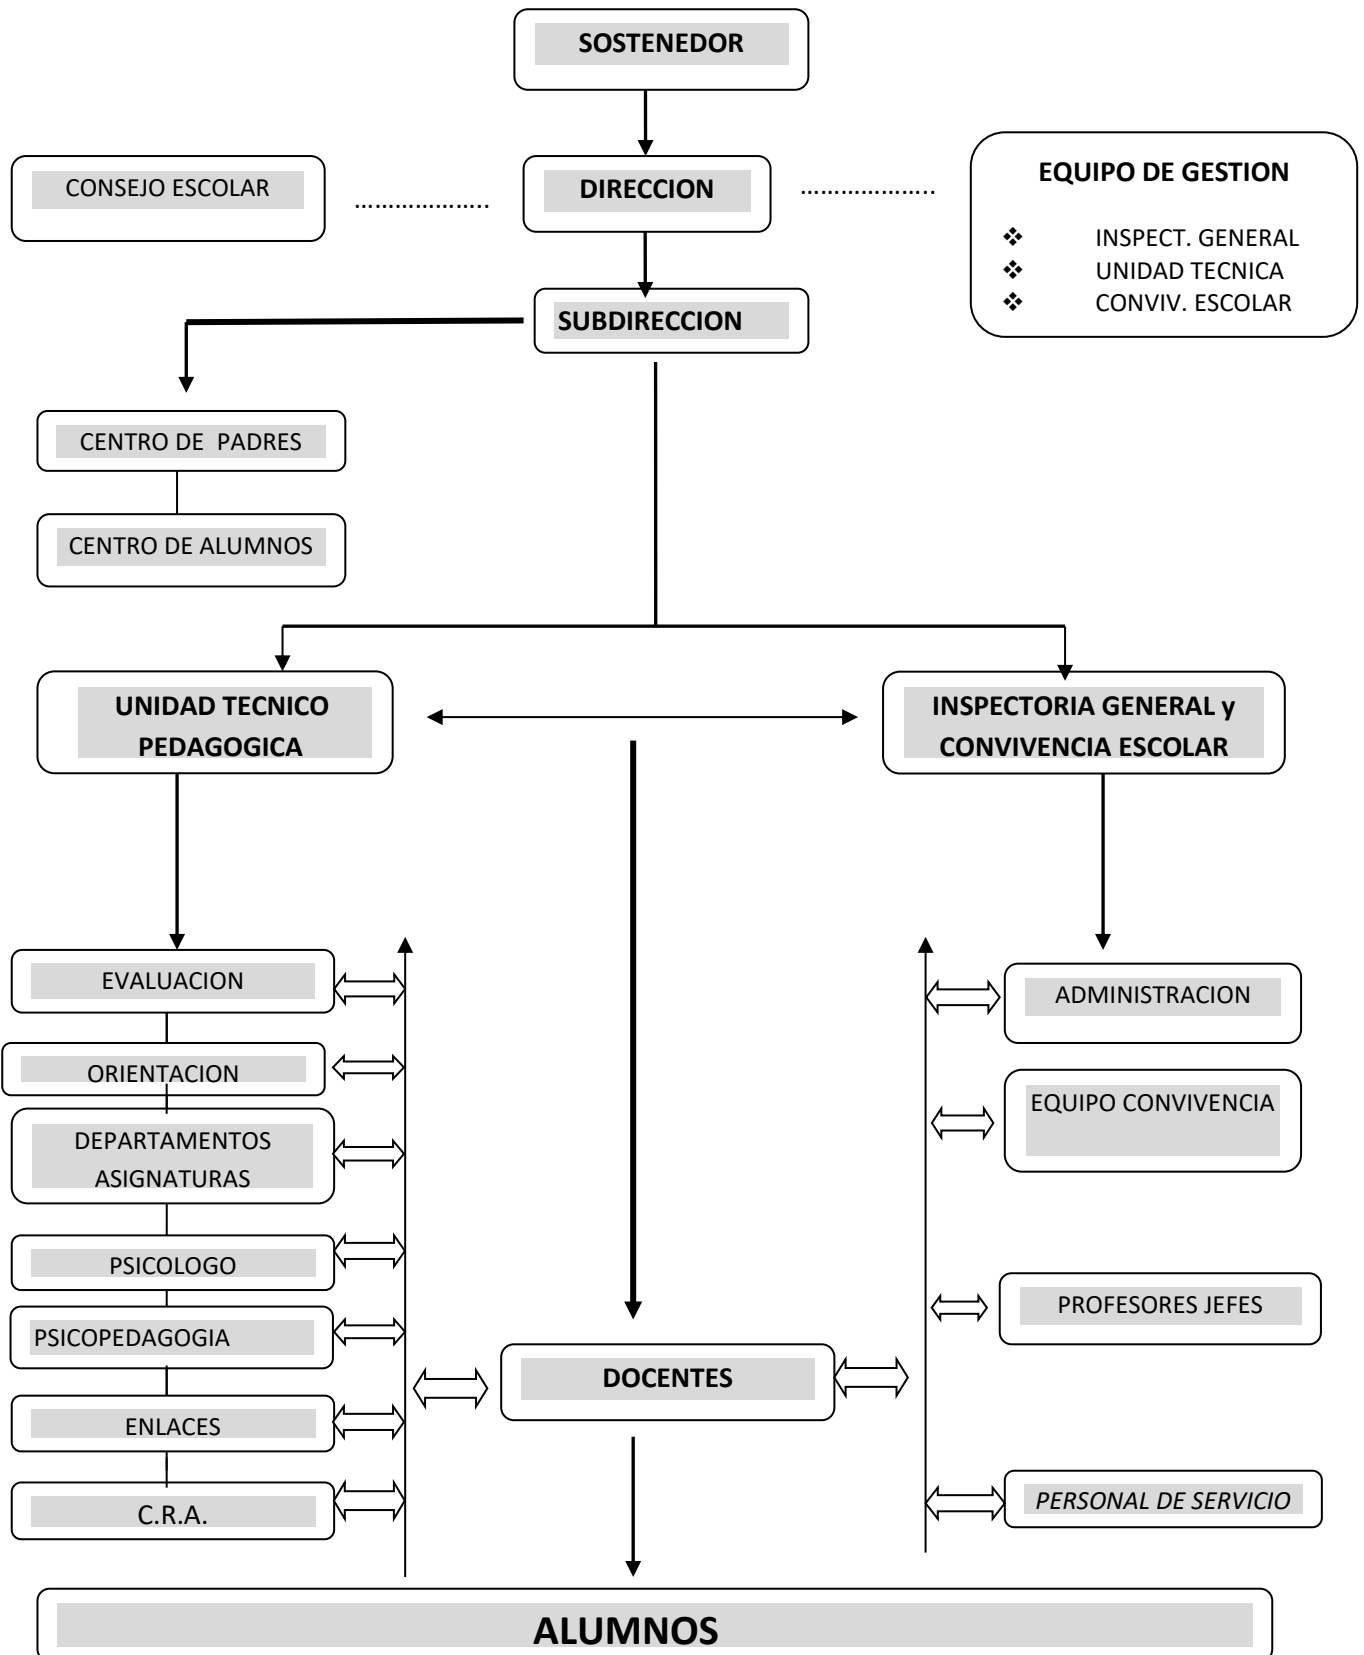 SOSTENEDOR
CONSEJO ESCOLAR
DIRECCION
EQUIPO DE GESTION
INSPECT. GENERAL
UNIDAD TECNICA
CONVIV. ESCOLAR
SUBDIRECCION
CENTRO DE PADRES
CENTRO DE ALUMNOS
UNIDAD TECNICO
PEDAGOGICA
INSPECTORIA GENERAL y
CONVIVENCIA ESCOLAR
EVALUACION
ORIENTACION
DEPARTAMENTOS
ASIGNATURAS
PSICOLOGO
PSICOPEDAGOGIA
ENLACES
C.R.A.
DOCENTES
ADMINISTRACION
EQUIPO CONVIVENCIA
PROFESORES JEFES
PERSONAL DE SERVICIO
ALUMNOS